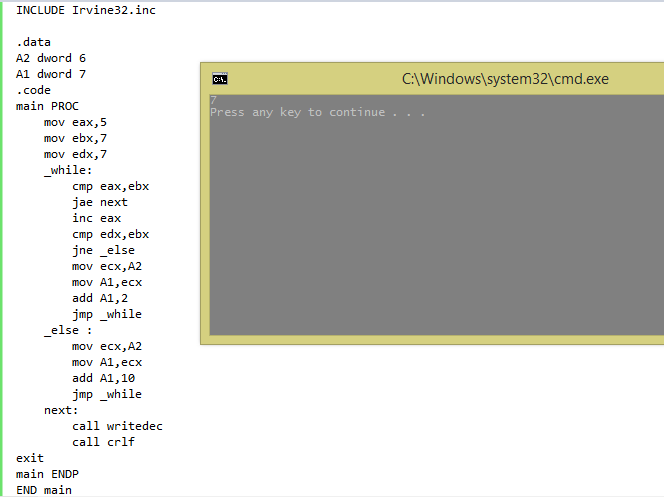 INCLUDE Irvine32.inc
.data
A2 dword 6
A1 dword 7
.code
main PROC
mov eax,5
mov ebx,7
mov edx,7
_while:
cmp eax,ebx
jae next
inc eax
cmp edx,ebx
jne _else
mov ecx,A2
mov A1,ecx
add A1,2
jmp _while
_else :
mov ecx,A2
mov A1,ecx
add A1,10
jmp _while
next:
call writedec
call crlf
exit
main ENDP
END main
C:\Windows\system32\cmd.exe
7
Press any key to continue . . .